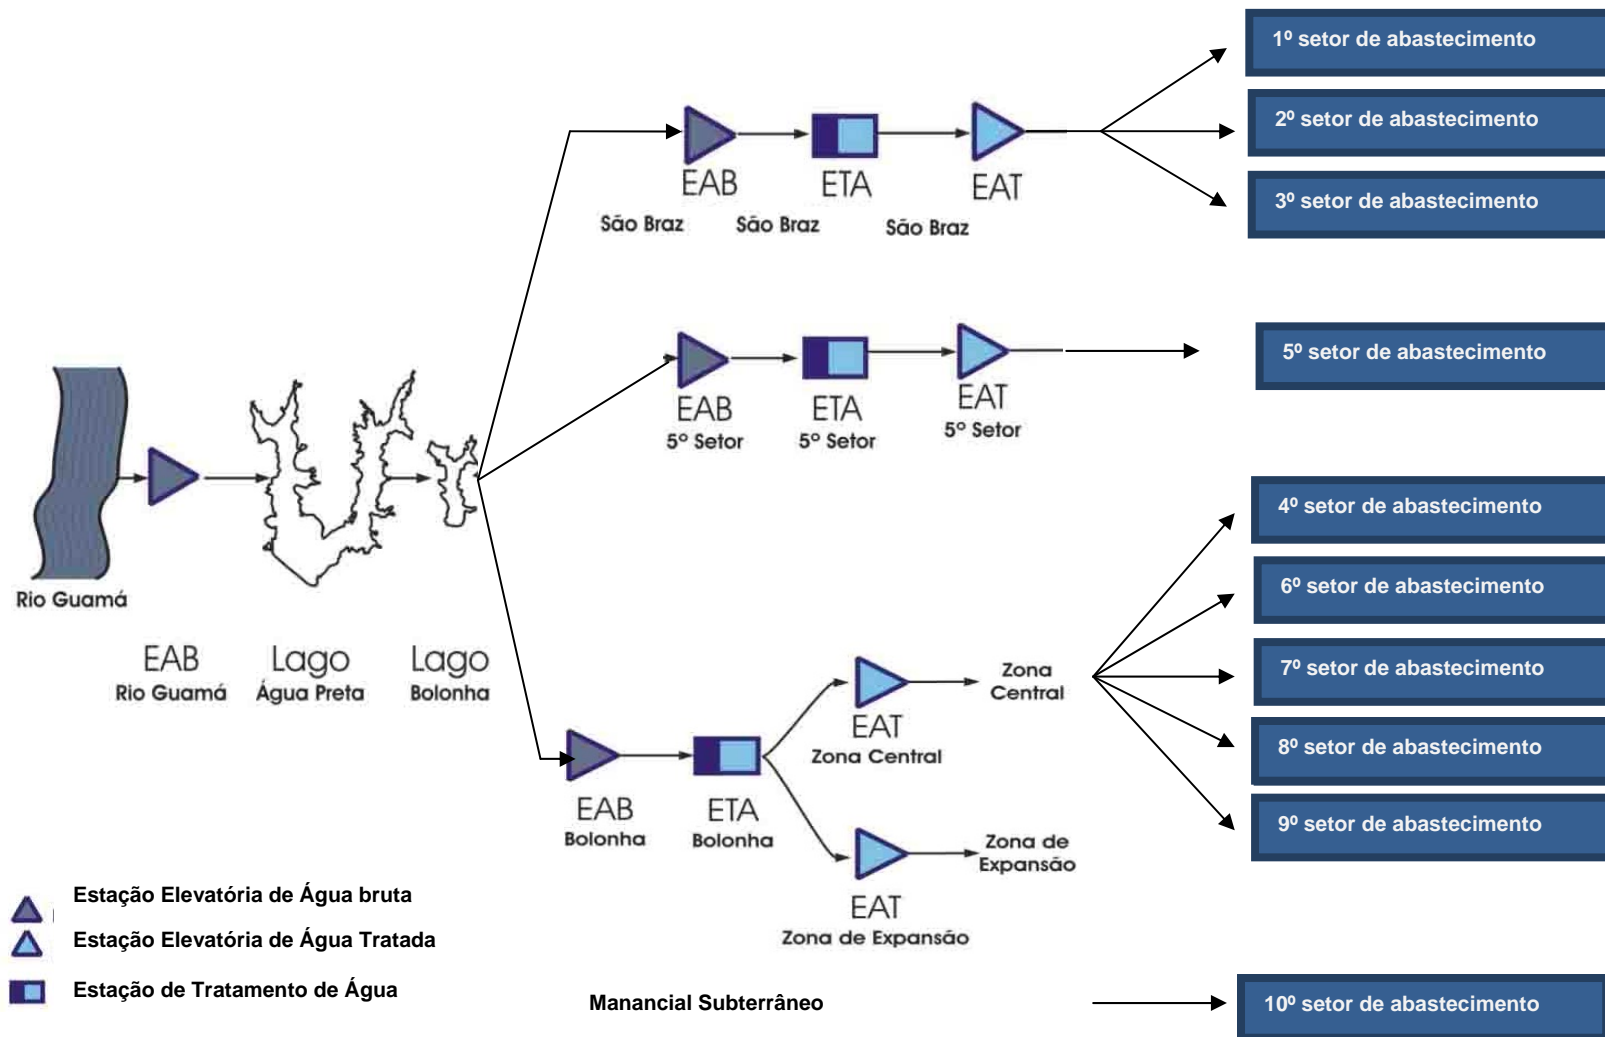 1º setor de abastecimento
2º setor de abastecimento
3º setor de abastecimento
EAB
São Braz
ETA
São Braz
EAT
São Braz
5º setor de abastecimento
EAB
5º Setor
ETA
5º Setor
EAT
5º Setor
Rio Guamá
EAB
Rio Guamá
Lago
Água Preta
Lago
Bolonha
4º setor de abastecimento
6º setor de abastecimento
7º setor de abastecimento
8º setor de abastecimento
9º setor de abastecimento
EAT
Zona Central
Zona
Central
EAB
Bolonha
ETA
Bolonha
EAT
Zona de Expansão
Zona de
Expansão
Estação Elevatória de Água bruta
Estação Elevatória de Água Tratada
Estação de Tratamento de Água
Manancial Subterrâneo
10º setor de abastecimento